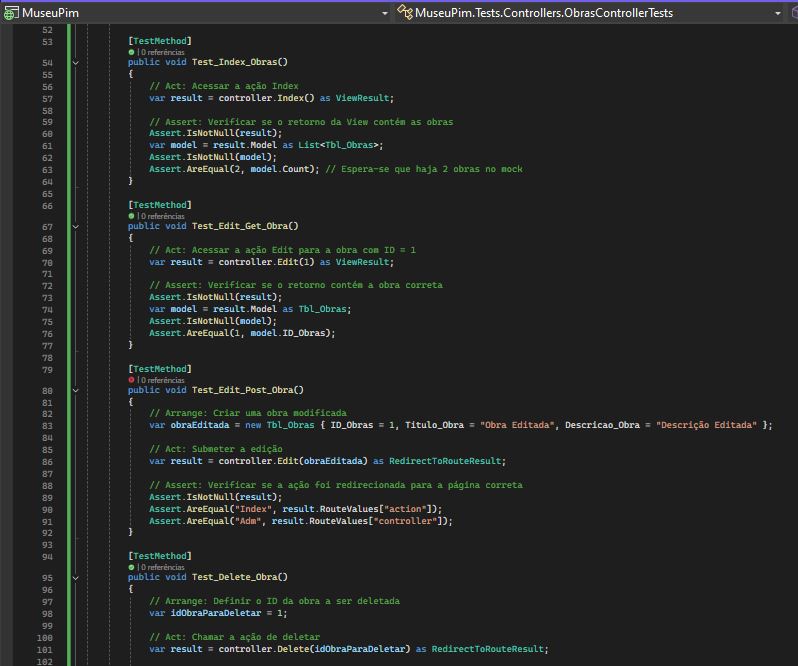 MuseuPim MuseuPim.Tests.Controllers.ObrasControllerTests
52
53 [TestMethod]
| 0 referências
54 public void Test_Index_Obras()
55 {
56 // Act: Acessar a ação Index
57 var result = controller.Index() as ViewResult;
58
59 // Assert: Verificar se o retorno da View contém as obras
60 Assert.IsNotNull(result);
61 var model = result.Model as List<Tbl_Obras>;
62 Assert.IsNotNull(model);
63 Assert.AreEqual(2, model.Count); // Espera-se que haja 2 obras no mock
64 }
65
66 [TestMethod]
| 0 referências
67 public void Test_Edit_Get_Obra()
68 {
69 // Act: Acessar a ação Edit para a obra com ID = 1
70 var result = controller.Edit(1) as ViewResult;
71
72 // Assert: Verificar se o retorno contém a obra correta
73 Assert.IsNotNull(result);
74 var model = result.Model as Tbl_Obras;
75 Assert.IsNotNull(model);
76 Assert.AreEqual(1, model.ID_Obras);
77 }
78
79 [TestMethod]
| 0 referências
80 public void Test_Edit_Post_Obra()
81 {
82 // Arrange: Criar uma obra modificada
83 var obraEditada = new Tbl_Obras { ID_Obras = 1, Titulo_Obra = "Obra Editada", Descricao_Obra = "Descrição Editada" };
84
85 // Act: Submeter a edição
86 var result = controller.Edit(obraEditada) as RedirectToRouteResult;
87
88 // Assert: Verificar se a ação foi redirecionada para a página correta
89 Assert.IsNotNull(result);
90 Assert.AreEqual("Index", result.RouteValues["action"]);
91 Assert.AreEqual("Adm", result.RouteValues["controller"]);
92 }
93
94 [TestMethod]
| 0 referências
95 public void Test_Delete_Obra()
96 {
97 // Arrange: Definir o ID da obra a ser deletada
98 var idObraParaDeletar = 1;
99
100 // Act: Chamar a ação de deletar
101 var result = controller.Delete(idObraParaDeletar) as RedirectToRouteResult;
102